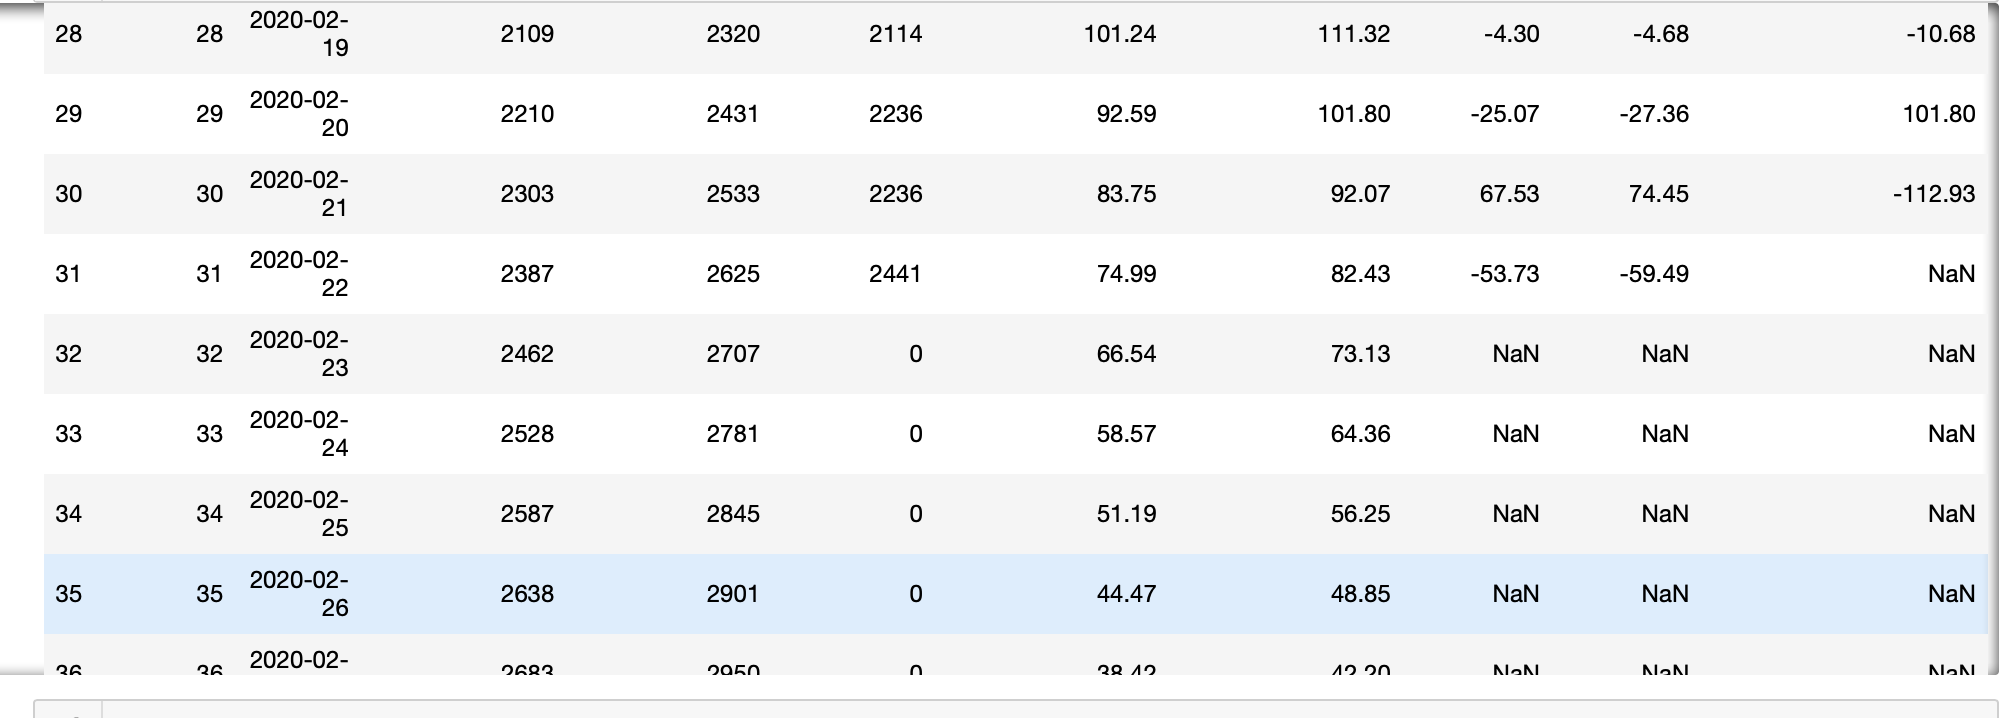 28 28 2020-02-19 2109 2320 2114 101.24 111.32 -4.30 -4.68 -10.68
29 29 2020-02-20 2210 2431 2236 92.59 101.80 -25.07 -27.36 101.80
30 30 2020-02-21 2303 2533 2236 83.75 92.07 67.53 74.45 -112.93
31 31 2020-02-22 2387 2625 2441 74.99 82.43 -53.73 -59.49 NaN
32 32 2020-02-23 2462 2707 0 66.54 73.13 NaN NaN NaN
33 33 2020-02-24 2528 2781 0 58.57 64.36 NaN NaN NaN
34 34 2020-02-25 2587 2845 0 51.19 56.25 NaN NaN NaN
35 35 2020-02-26 2638 2901 0 44.47 48.85 NaN NaN NaN
36 36 2020-02- 2683 2950 0 38.42 42.20 NaN NaN NaN